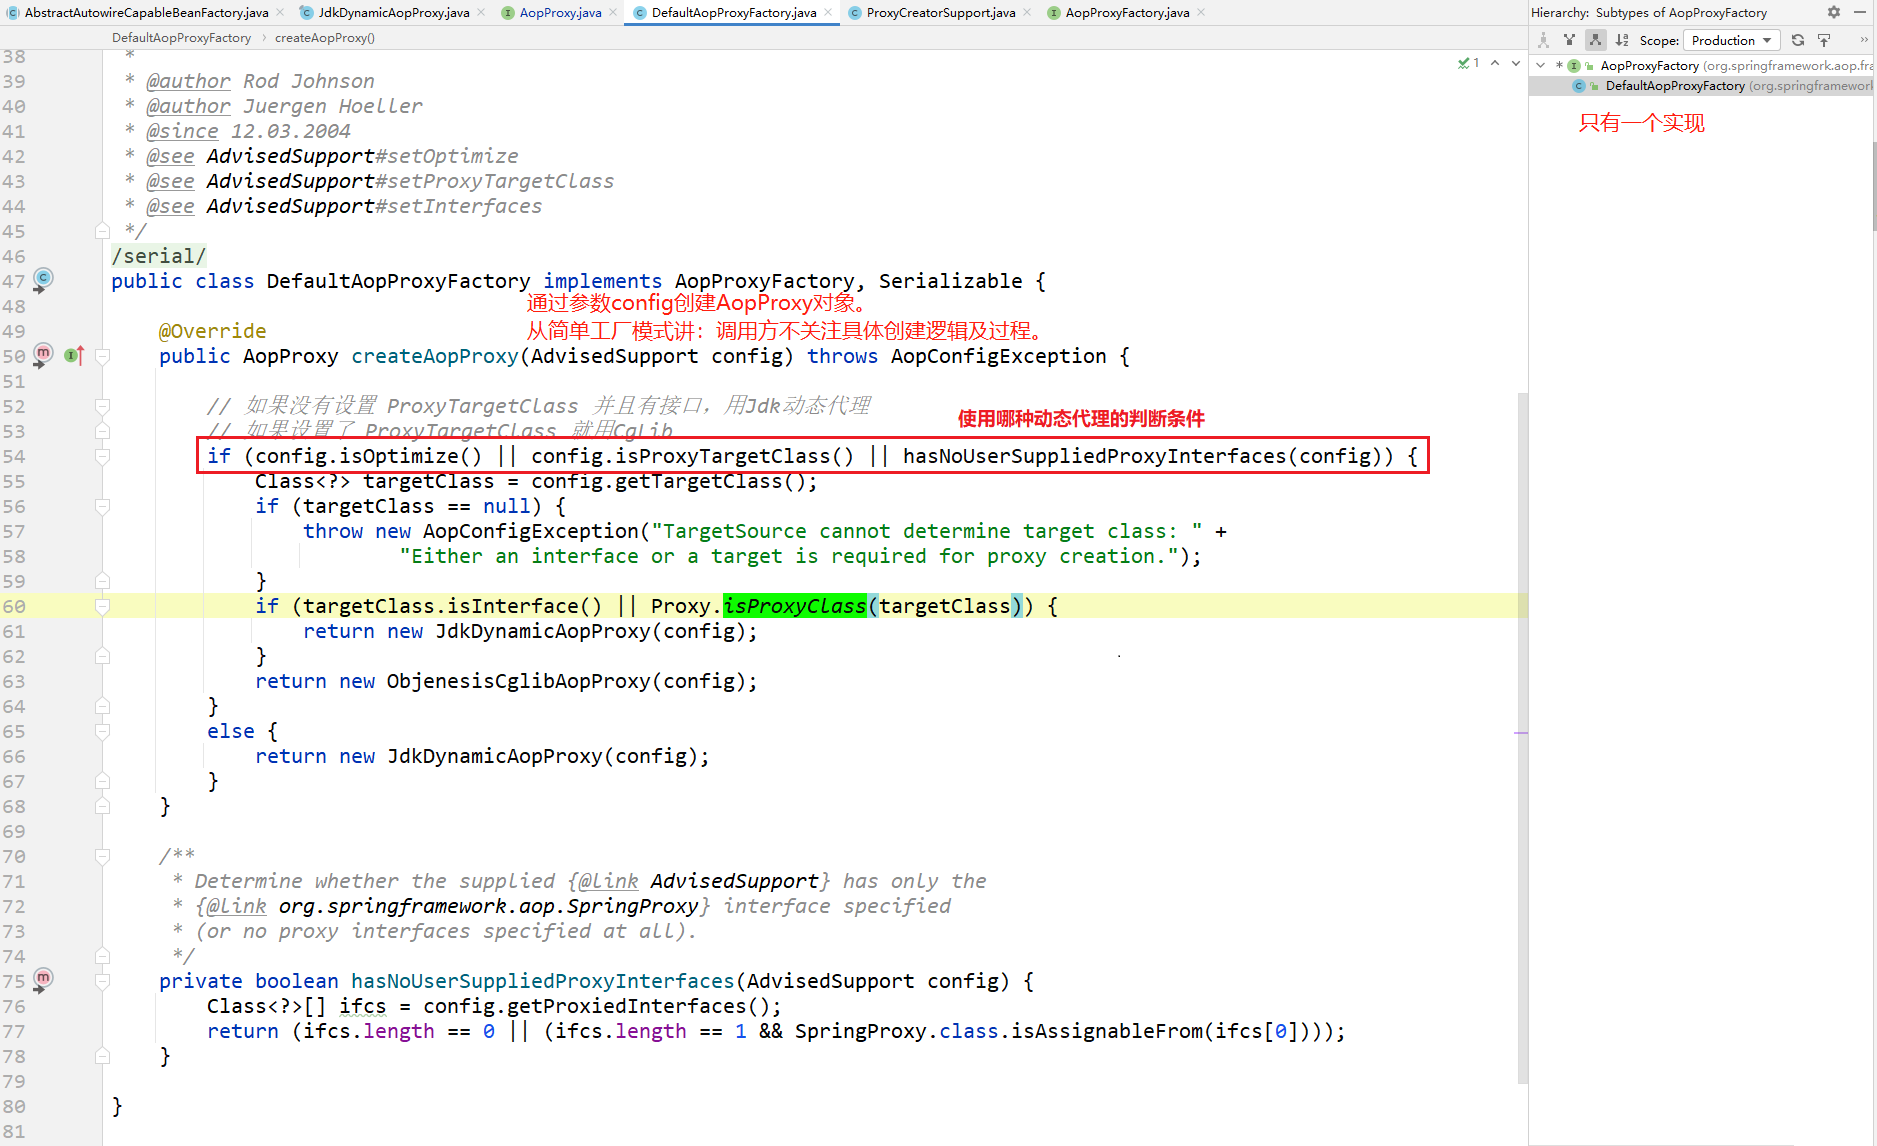 AbstractAutowireCapableBeanFactory.java JdkDynamicAopProxy.java AopProxy.java DefaultAopProxyFactory.java ProxyCreatorSupport.java AopProxyFactory.java
Hierarchy: Subtypes of AopProxyFactory
DefaultAopProxyFactory › createAopProxy()
Scope: Production
AopProxyFactory (org.springframework.aop.fra
DefaultAopProxyFactory (org.springframework
只有一个实现
1
38 *
39 * @author Rod Johnson
40 * @author Juergen Hoeller
41 * @since 12.03.2004
42 * @see AdvisedSupport#setOptimize
43 * @see AdvisedSupport#setProxyTargetClass
44 * @see AdvisedSupport#setInterfaces
45 */
46 /serial/
47 public class DefaultAopProxyFactory implements AopProxyFactory, Serializable {
48
通过参数config创建AopProxy对象。
49 @Override
从简单工厂模式讲：调用方不关注具体创建逻辑及过程。
50 public AopProxy createAopProxy(AdvisedSupport config) throws AopConfigException {
51
52 // 如果没有设置 ProxyTargetClass 并且有接口，用Jdk动态代理
使用哪种动态代理的判断条件
53 // 如果设置了 ProxyTargetClass 就用CgLib
54 if (config.isOptimize() || config.isProxyTargetClass() || hasNoUserSuppliedProxyInterfaces(config)) {
55 Class<?> targetClass = config.getTargetClass();
56 if (targetClass == null) {
57 throw new AopConfigException("TargetSource cannot determine target class: " +
58 "Either an interface or a target is required for proxy creation.");
59 }
60 if (targetClass.isInterface() || Proxy.isProxyClass(targetClass)) {
61 return new JdkDynamicAopProxy(config);
62 }
63 return new ObjenesisCglibAopProxy(config);
64 }
65 else {
66 return new JdkDynamicAopProxy(config);
67 }
68 }
69
70 /**
71 * Determine whether the supplied {@link AdvisedSupport} has only the
72 * {@link org.springframework.aop.SpringProxy} interface specified
73 * (or no proxy interfaces specified at all).
74 */
75 private boolean hasNoUserSuppliedProxyInterfaces(AdvisedSupport config) {
76 Class<?>[] ifcs = config.getProxiedInterfaces();
77 return (ifcs.length == 0 || (ifcs.length == 1 && SpringProxy.class.isAssignableFrom(ifcs[0])));
78 }
79
80 }
81